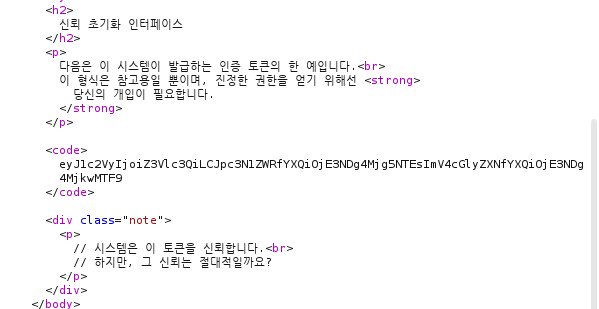 <h2>
신뢰 초기화 인터페이스
</h2>
<p>
다음은 이 시스템이 발급하는 인증 토큰의 한 예입니다.<br>
이 형식은 참고용일 뿐이며, 진정한 권한을 얻기 위해선 <strong>
당신의 개입이 필요합니다.
</strong>
</p>
<code>
eyJ1c2VyIjoiZ3Vlc3QiLCJpc3N1ZWRfYXQiOjE3NDg4Mjg5NTEsImV4cGlyZXNfYXQiOjE3NDg
4MjkwMTF9
</code>
<div class="note">
<p>
// 시스템은 이 토큰을 신뢰합니다.<br>
// 하지만, 그 신뢰는 절대적일까요?
</p>
</div>
</body>